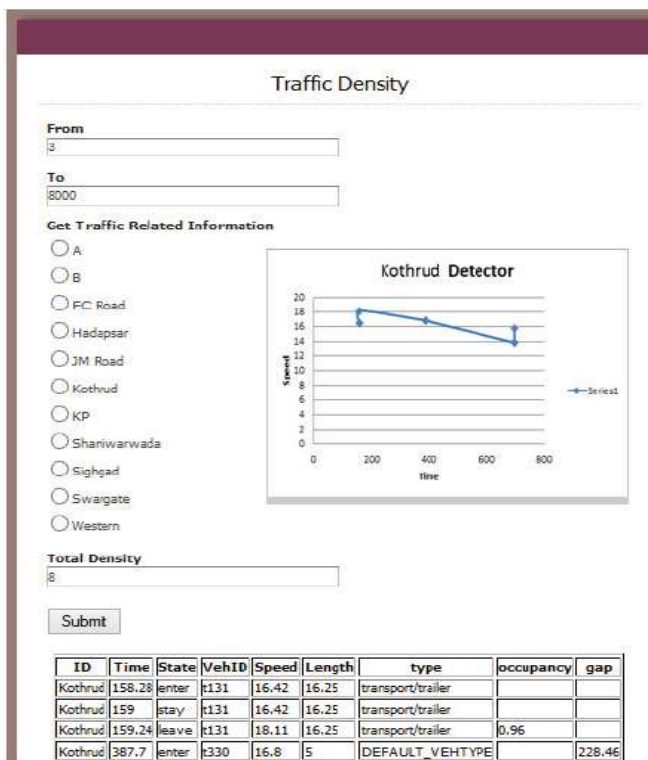 Traffic Density
From
3
To
8000
Get Traffic Related Information
A
B
FC Road
Hadapsar
JM Road
Kothrud
KP
Shaniwarwada
Sighgad
Swargate
Western
Kothrud Detector
20
18
16
14
12
10
8
6
4
2
0
Speed
0 200 400 600 800
Time
Series1
Total Density
8
Submit
ID Time State VehID Speed Length type occupancy gap
Kothrud 158.28 enter t131 16.42 16.25 transport/trailer
Kothrud 159 stay t131 16.42 16.25 transport/trailer
Kothrud 159.24 leave t131 18.11 16.25 transport/trailer 0.96
Kothrud 387.7 enter t330 16.8 5 DEFAULT_VEHTYPE 228.46